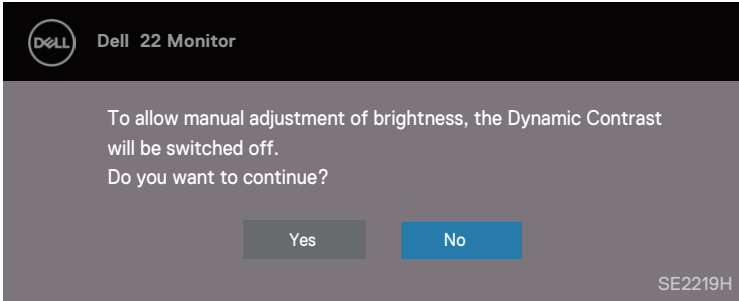 DELL
Dell 22 Monitor
To allow manual adjustment of brightness, the Dynamic Contrast
will be switched off.
Do you want to continue?
Yes No
SE2219H